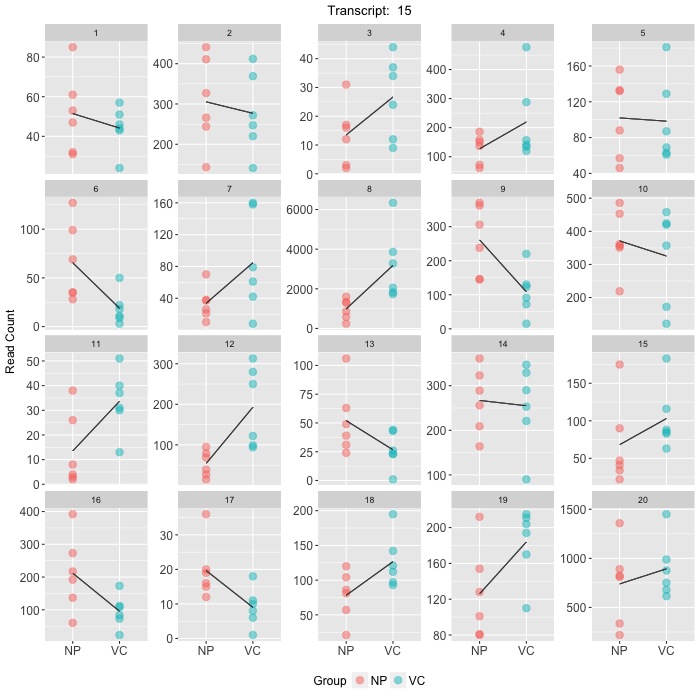 Transcript: 15
1 2 3 4 5
80 60 40
400 300 200
40 30 20 10 0
400 300 200 100
160 120 80 40
6 7 8 9 10
100 50 0
160 120 80 40
6000 4000 2000 0
300 200 100 0
500 400 300 200
Read Count
11 12 13 14 15
50 40 30 20 10 0
300 200 100
100 75 50 25 0
300 200 100
150 100 50
16 17 18 19 20
400 300 200 100
30 20 10 0
200 150 100 50
200 160 120 80
1500 1000 500
NP VC NP VC NP VC NP VC NP VC
Group NP VC